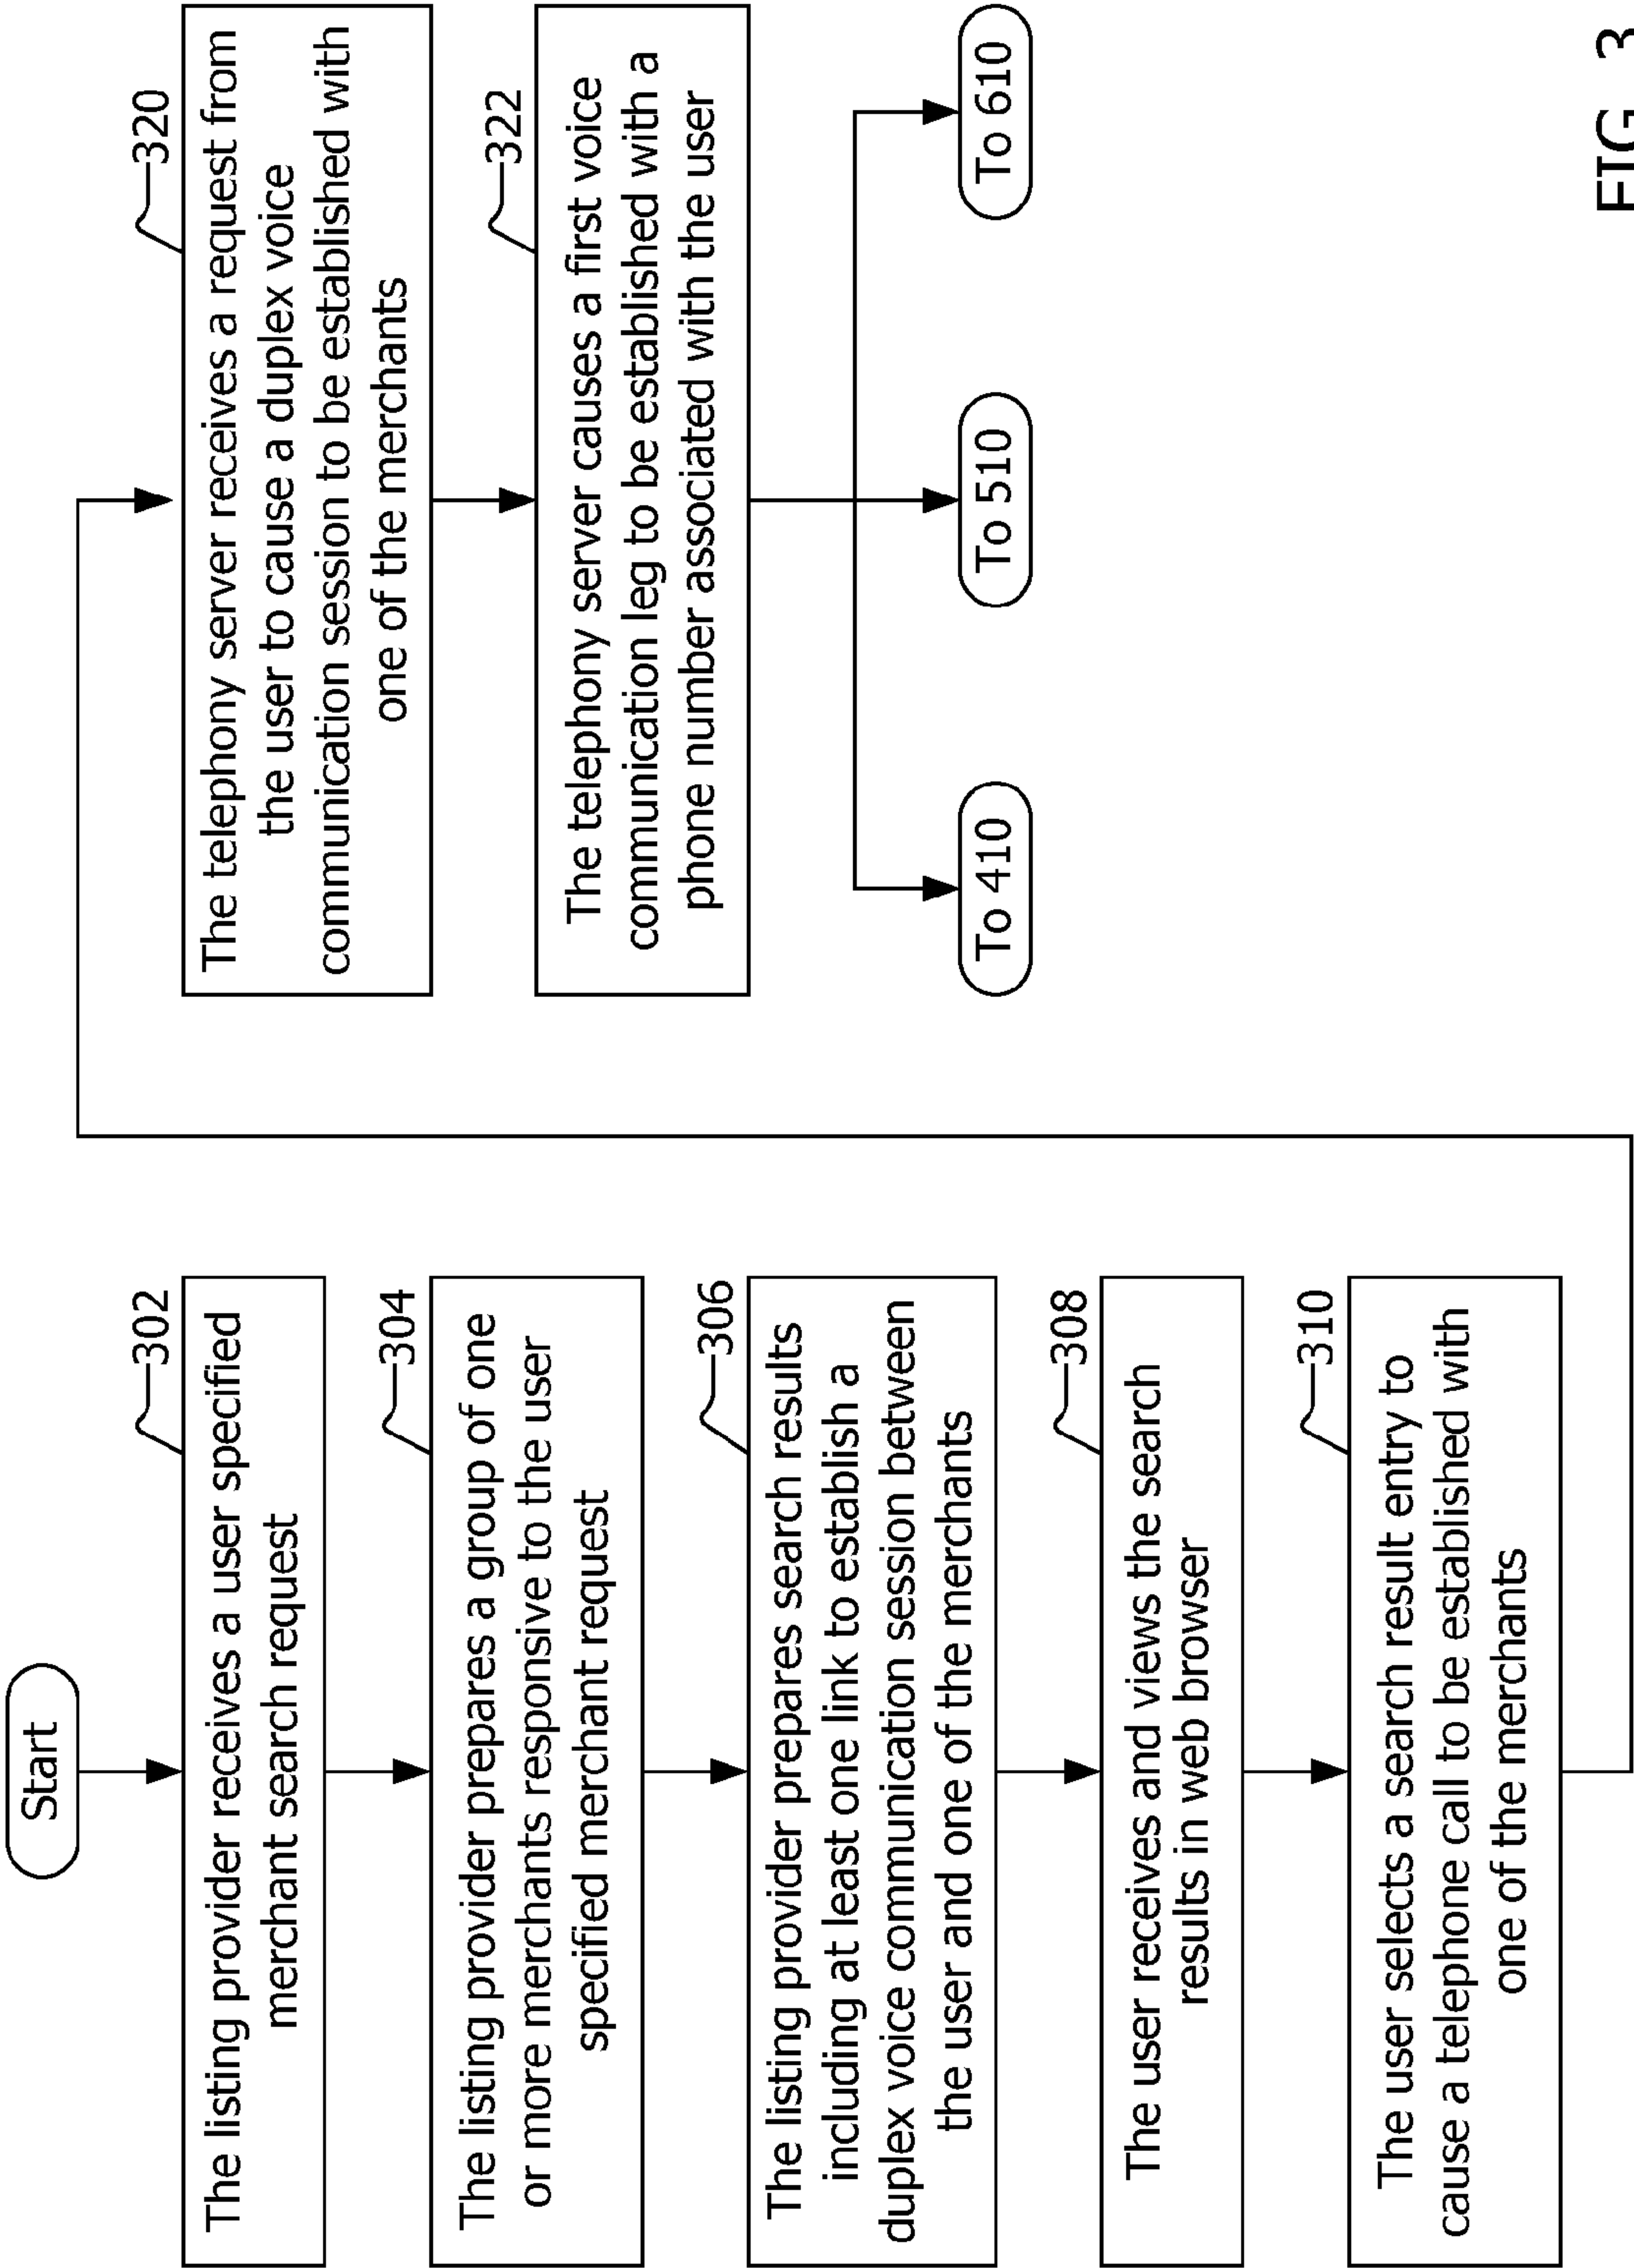 Start
302
The listing provider receives a user specified
merchant search request
304
The listing provider prepares a group of one
or more merchants responsive to the user
specified merchant request
306
The listing provider prepares search results
including at least one link to establish a
duplex voice communication session between
the user and one of the merchants
308
The user receives and views the search
results in web browser
310
The user selects a search result entry to
cause a telephone call to be established with
one of the merchants
320
The telephony server receives a request from
the user to cause a duplex voice
communication session to be established with
one of the merchants
322
The telephony server causes a first voice
communication leg to be established with a
phone number associated with the user
To 410
To 510
To 610
FIG. 3